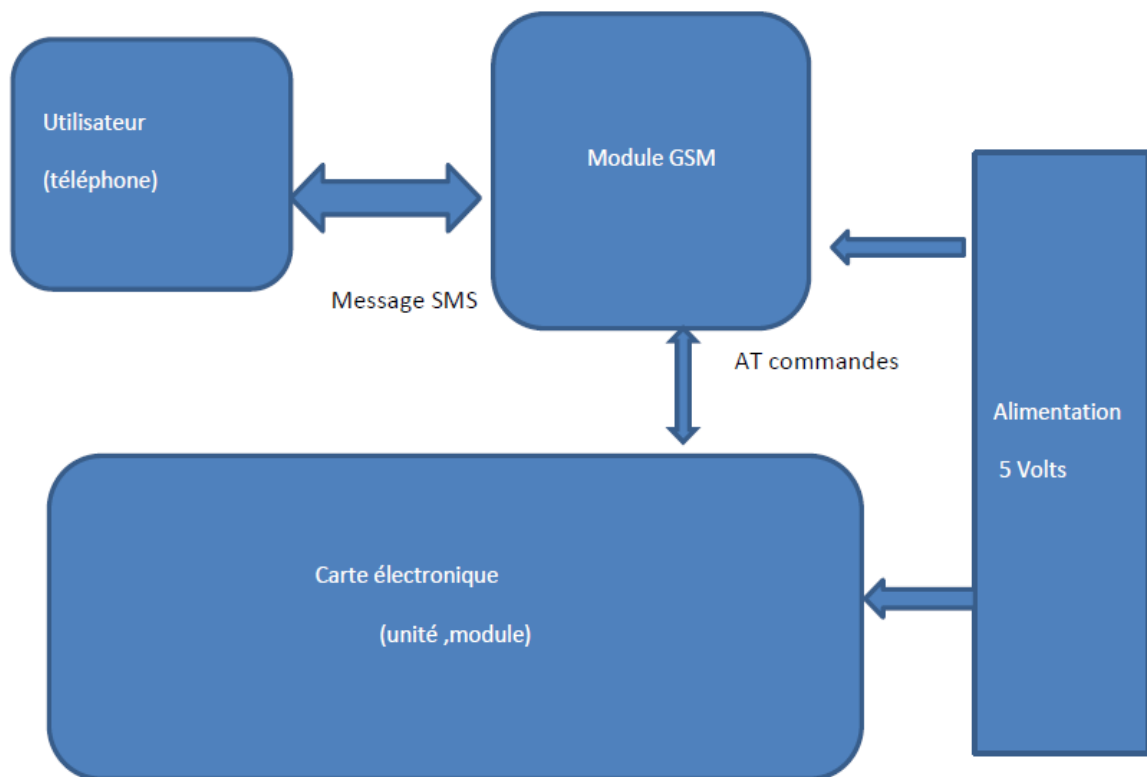 Utilisateur
(téléphone)
Module GSM
Message SMS
AT commandes
Alimentation
5 Volts
Carte électronique
(unité ,module)